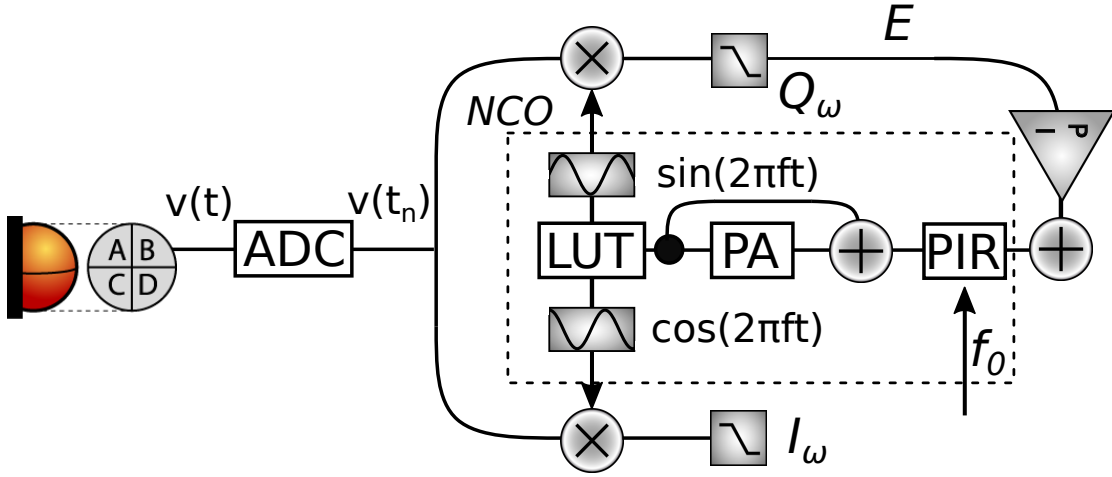 E
Q_ω
P
I
NCO
sin(2πft)
v(t)
v(t_n)
A B
C D
ADC
LUT
PA
PIR
cos(2πft)
f_0
I_ω